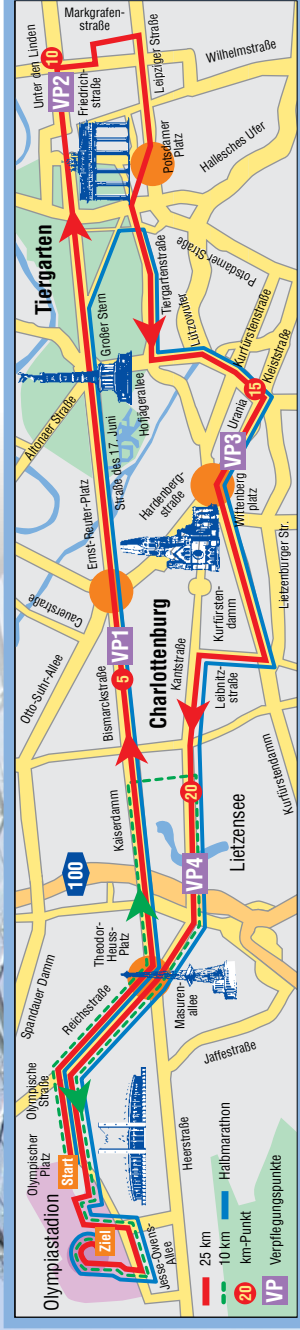 Olympiastadion
Olympischer
Platz
Olympische
Straße
Start
Ziel
Jesse-Owens-
Allee
Reichsstraße
Spandauer Damm
Theodor-
Heuss-
Platz
Masuren-
allee
Heerstraße
Jaffestraße
100
Kaiserdamm
VP4
Lietzensee
20
Otto-Suhr-Allee
Bismarckstraße
5
VP1
Cauerstraße
Ernst-Reuter-Platz
Charlottenburg
Kantstraße
Leibnitz-
straße
Kurfürsten-
damm
Kurfürstendamm
Lietzenburger Str.
Hardenberg-
straße
VP3
Wittenberg
platz
Urania
15
Kleiststraße
Kurfürstenstraße
Lützowufer
Altonaer Straße
Straße des 17. Juni
Großer Stern
Hofjägerallee
Tiergarten
Tiergartenstraße
Potsdamer Straße
Unter den Linden
VP2
10
Friedrich-
straße
Markgrafen-
straße
Leipziger Straße
Wilhelmstraße
Potsdamer
Platz
Hallesches Ufer
25 km
10 km
Halbmarathon
20
km-Punkt
VP
Verpflegungspunkte